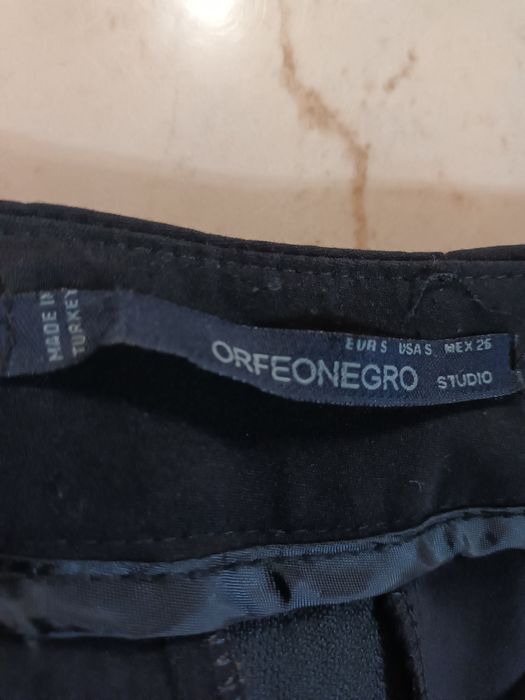 MADE IN
TURKEY
EUR S USA S MEX 26
ORFEONEGRO STUDIO